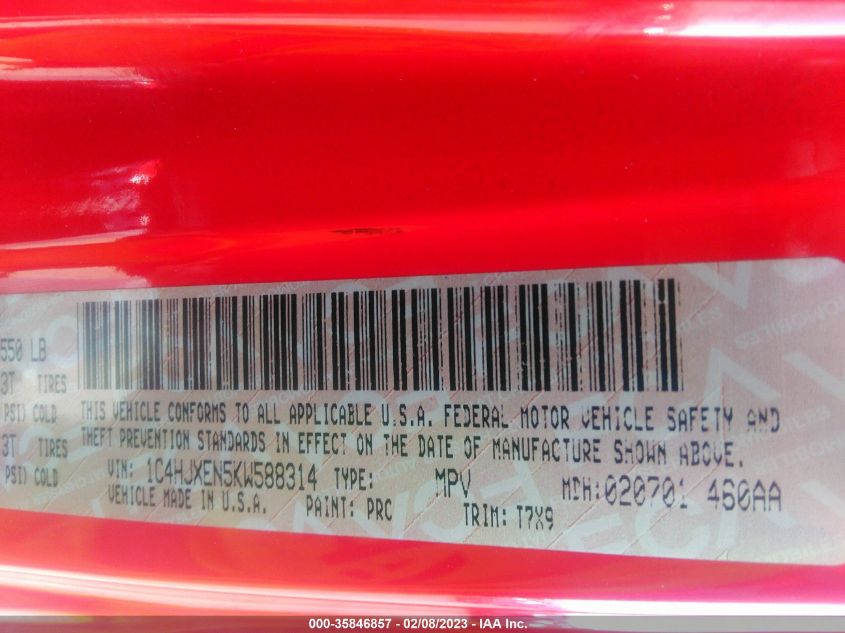 550 LB
3T TIRES
PSI) COLD
3T TIRES
PSI) COLD
THIS VEHICLE CONFORMS TO ALL APPLICABLE U.S.A. FEDERAL MOTOR VEHICLE SAFETY AND
THEFT PREVENTION STANDARDS IN EFFECT ON THE DATE OF MANUFACTURE SHOWN ABOVE.
VIN: 1C4HJXEN5KW588314 TYPE: MPV MDH:020701 460AA
VEHICLE MADE IN U.S.A. PAINT: PRC TRIM: T7X9
000-35846857 - 02/08/2023 - IAA Inc.